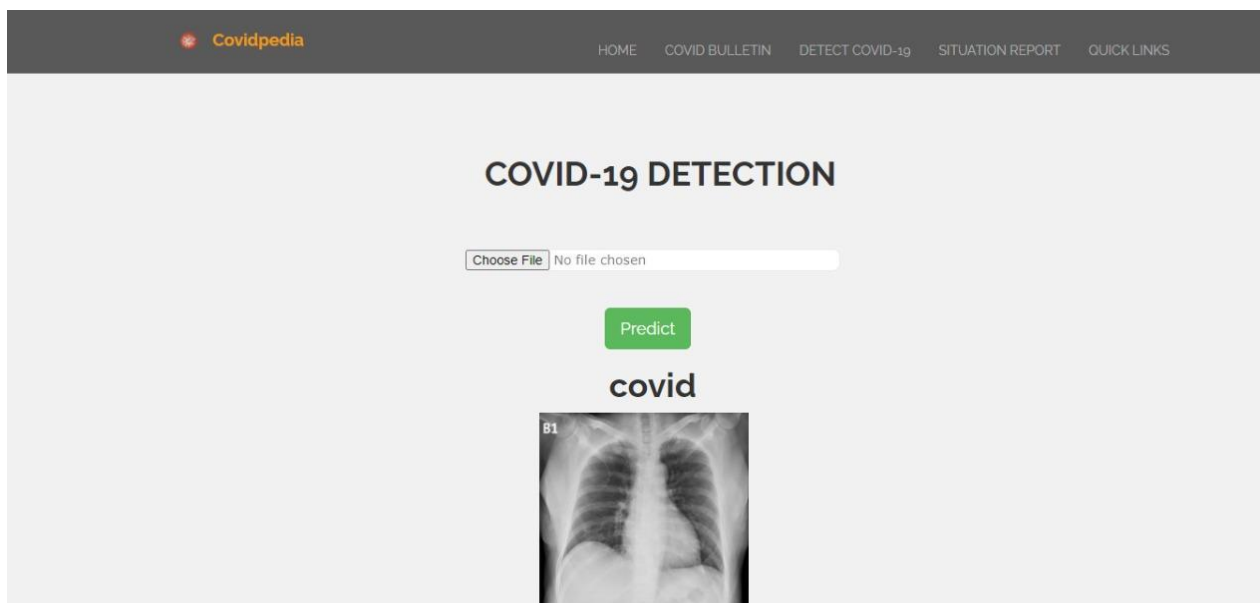 Covidpedia
HOME COVID BULLETIN DETECT COVID-19 SITUATION REPORT QUICK LINKS
COVID-19 DETECTION
Choose File No file chosen
Predict
covid
B1